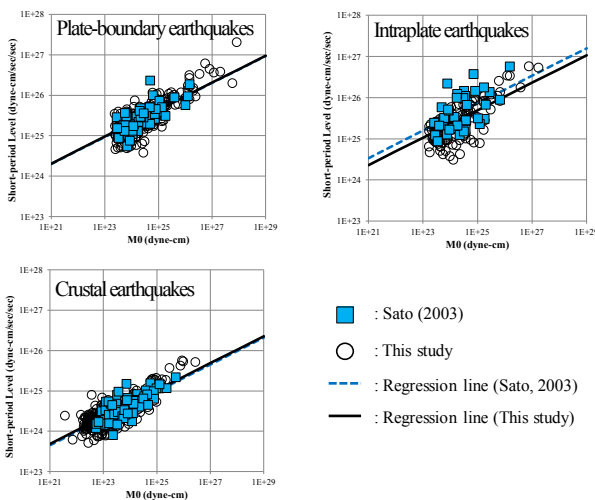 Plate-boundary earthquakes
Short-period Level (dyne-cm/sec/sec)
1E+28
1E+27
1E+26
1E+25
1E+24
1E+23
1E+21 1E+23 1E+25 1E+27 1E+29
M0 (dyne-cm)
Intraplate earthquakes
Short-period Level (dyne-cm/sec/sec)
1E+28
1E+27
1E+26
1E+25
1E+24
1E+23
1E+21 1E+23 1E+25 1E+27 1E+29
M0 (dyne-cm)
Crustal earthquakes
Short-period Level (dyne-cm/sec/sec)
1E+28
1E+27
1E+26
1E+25
1E+24
1E+23
1E+21 1E+23 1E+25 1E+27 1E+29
M0 (dyne-cm)
: Sato (2003)
: This study
: Regression line (Sato, 2003)
: Regression line (This study)